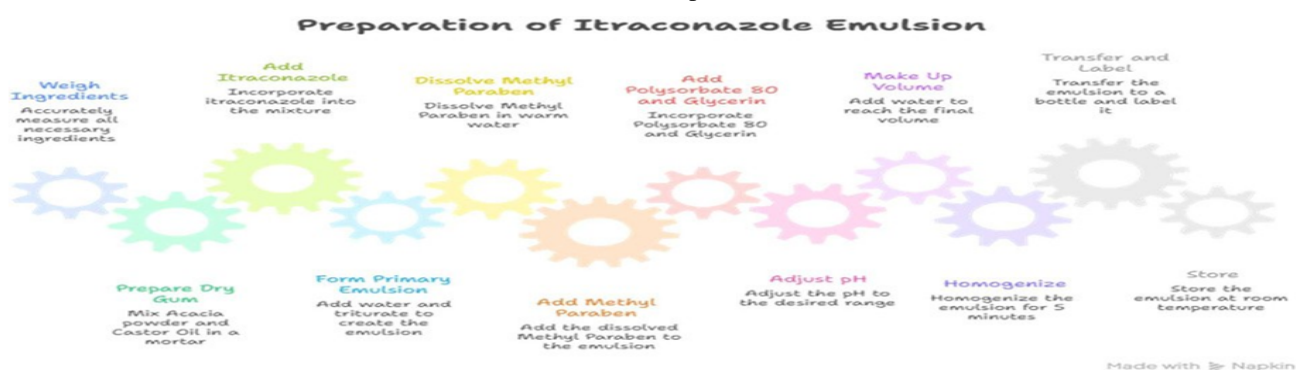 Preparation of Itraconazole Emulsion
Weigh
Ingredients
Accurately
measure all
necessary
ingredients
Prepare Dry
Gum
Mix Acacia
powder and
Castor Oil in a
mortar
Add
Itraconazole
Incorporate
itraconazole into
the mixture
Form Primary
Emulsion
Add water and
triturate to
create the
emulsion
Dissolve Methyl
Paraben
Dissolve Methyl
Paraben in warm
water
Add Methyl
Paraben
Add the dissolved
Methyl Paraben to
the emulsion
Add
Polysorbate 80
and Glycerin
Incorporate
Polysorbate 80
and Glycerin
Adjust pH
Adjust the pH to
the desired range
Make Up
Volume
Add water to
reach the final
volume
Homogenize
Homogenize the
emulsion for 5
minutes
Transfer and
Label
Transfer the
emulsion to a
bottle and label
it
Store
Store the
emulsion at room
temperature
Made with Napkin